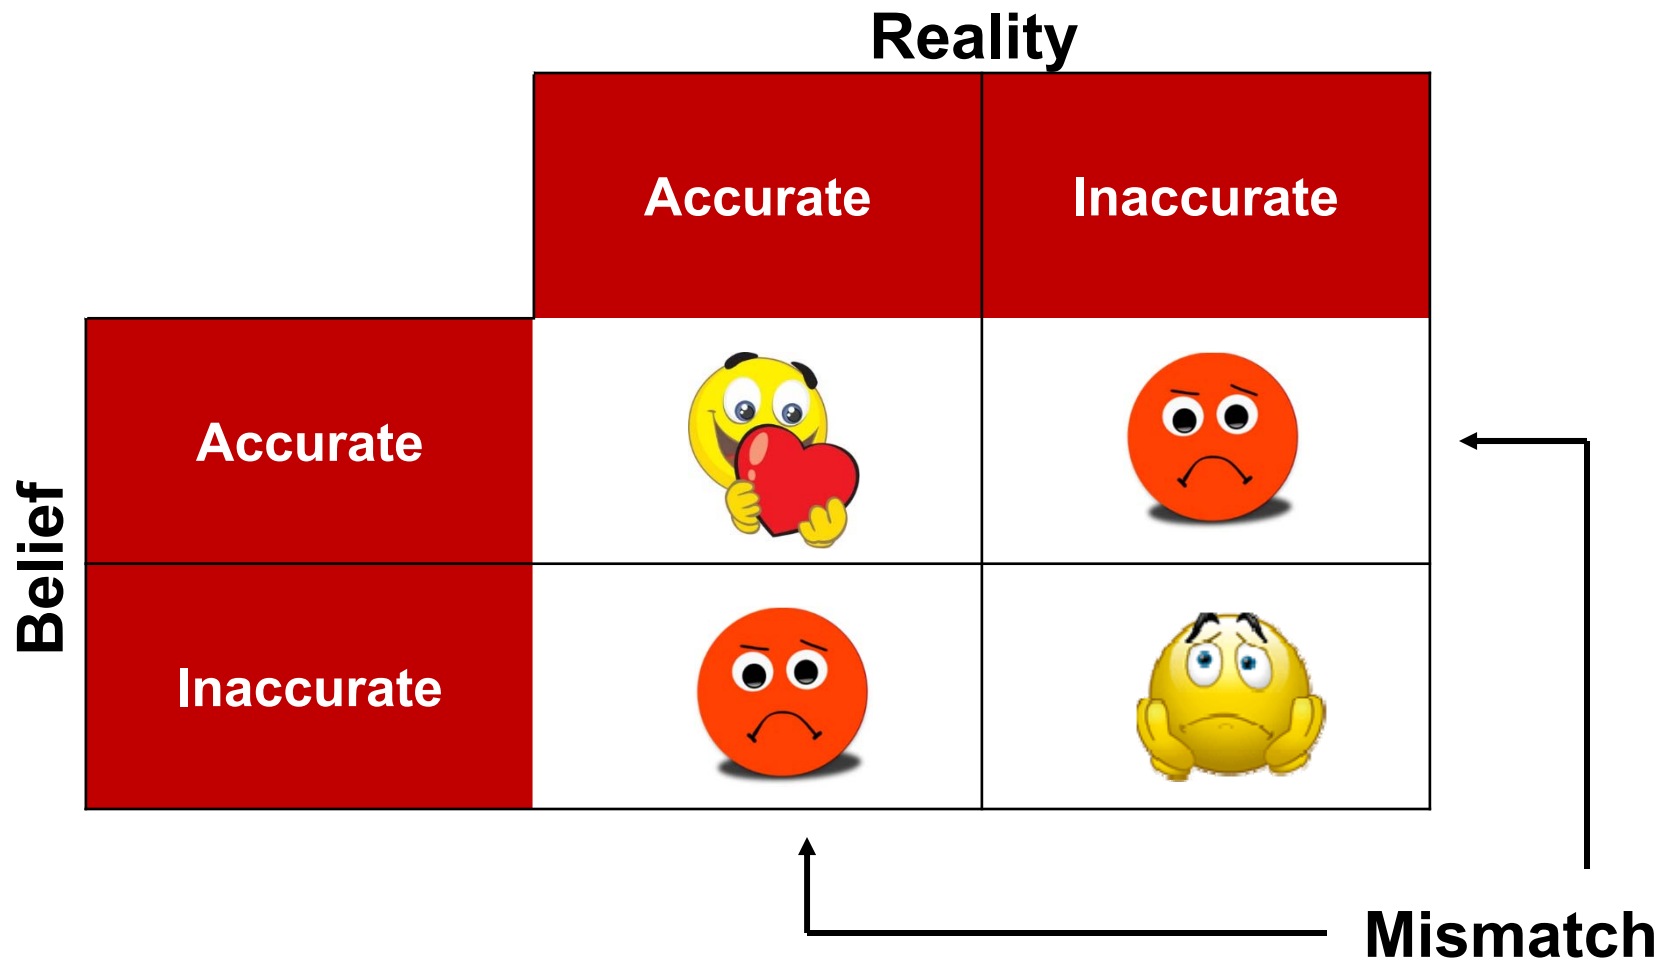 Reality
Accurate
Inaccurate
Accurate
Belief
Inaccurate
Mismatch